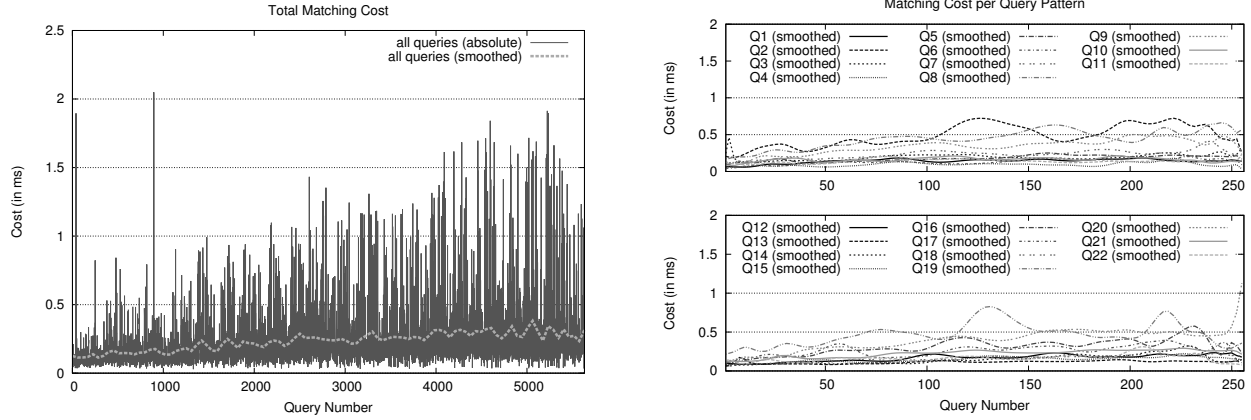 Total Matching Cost
2.5
2
1.5
1
0.5
0
0 1000 2000 3000 4000 5000
Cost (in ms)
Query Number
all queries (absolute)
all queries (smoothed)
Matching Cost per Query Pattern
2
1.5
1
0.5
0
50 100 150 200 250
Cost (in ms)
Q1 (smoothed) Q5 (smoothed) Q9 (smoothed)
Q2 (smoothed) Q6 (smoothed) Q10 (smoothed)
Q3 (smoothed) Q7 (smoothed) Q11 (smoothed)
Q4 (smoothed) Q8 (smoothed)
2
1.5
1
0.5
0
50 100 150 200 250
Cost (in ms)
Query Number
Q12 (smoothed) Q16 (smoothed) Q20 (smoothed)
Q13 (smoothed) Q17 (smoothed) Q21 (smoothed)
Q14 (smoothed) Q18 (smoothed) Q22 (smoothed)
Q15 (smoothed) Q19 (smoothed)